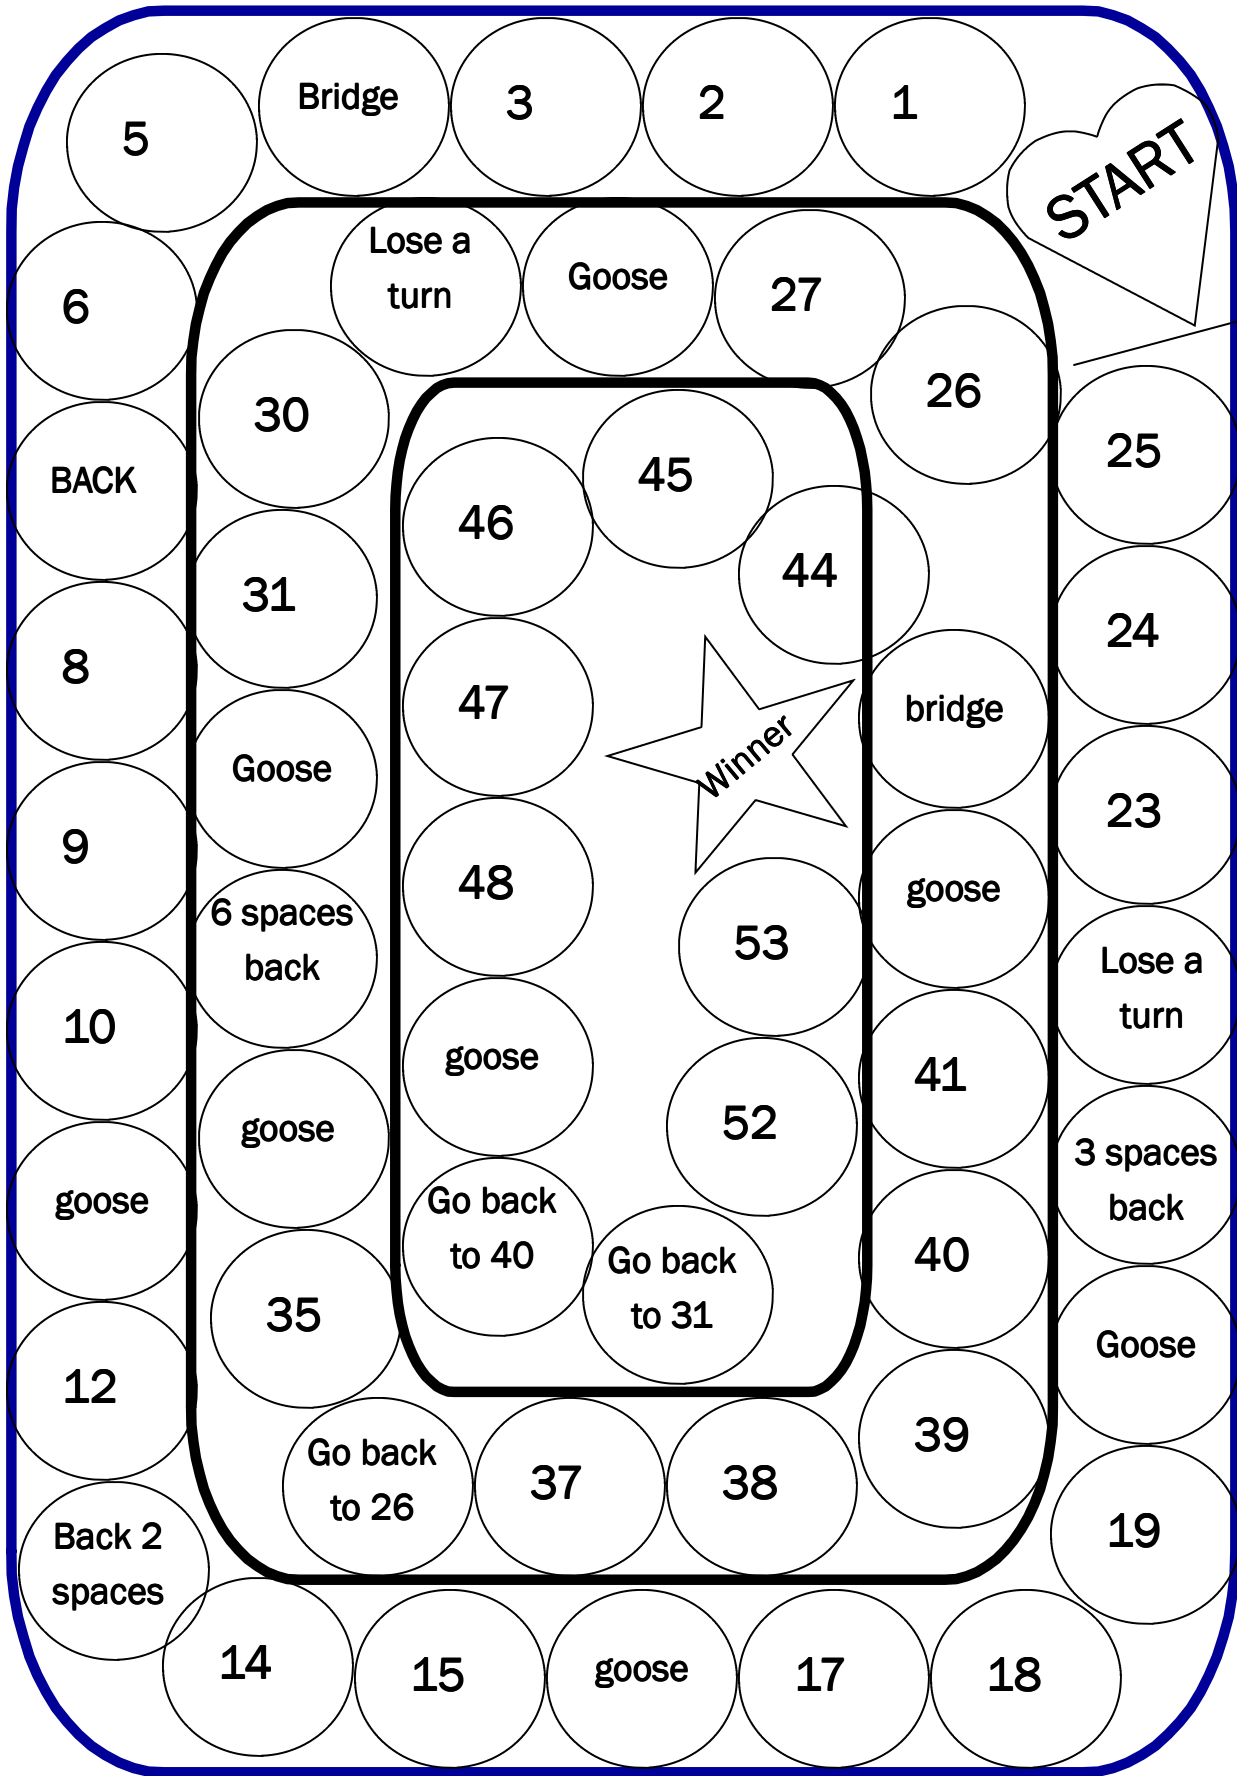 START
1
2
3
Bridge
5
6
BACK
8
9
10
goose
12
Back 2
spaces
14
15
goose
17
18
19
Goose
3 spaces
back
Lose a
turn
23
24
25
26
27
Goose
Lose a
turn
30
31
Goose
6 spaces
back
goose
35
Go back
to 26
37
38
39
40
41
goose
bridge
44
45
46
47
48
goose
Go back
to 40
Go back
to 31
52
53
Winner